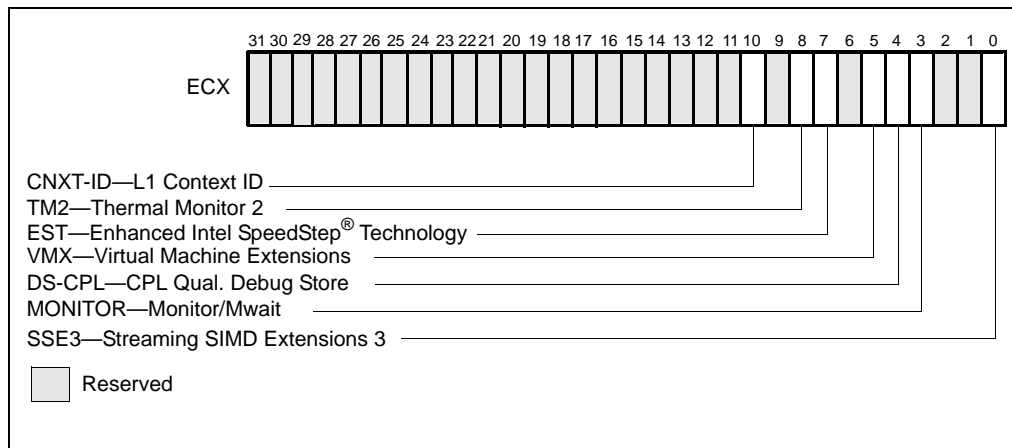 31 30 29 28 27 26 25 24 23 22 21 20 19 18 17 16 15 14 13 12 11 10 9 8 7 6 5 4 3 2 1 0
ECX
CNXT-ID—L1 Context ID
TM2—Thermal Monitor 2
EST—Enhanced Intel SpeedStep® Technology
VMX—Virtual Machine Extensions
DS-CPL—CPL Qual. Debug Store
MONITOR—Monitor/Mwait
SSE3—Streaming SIMD Extensions 3
Reserved